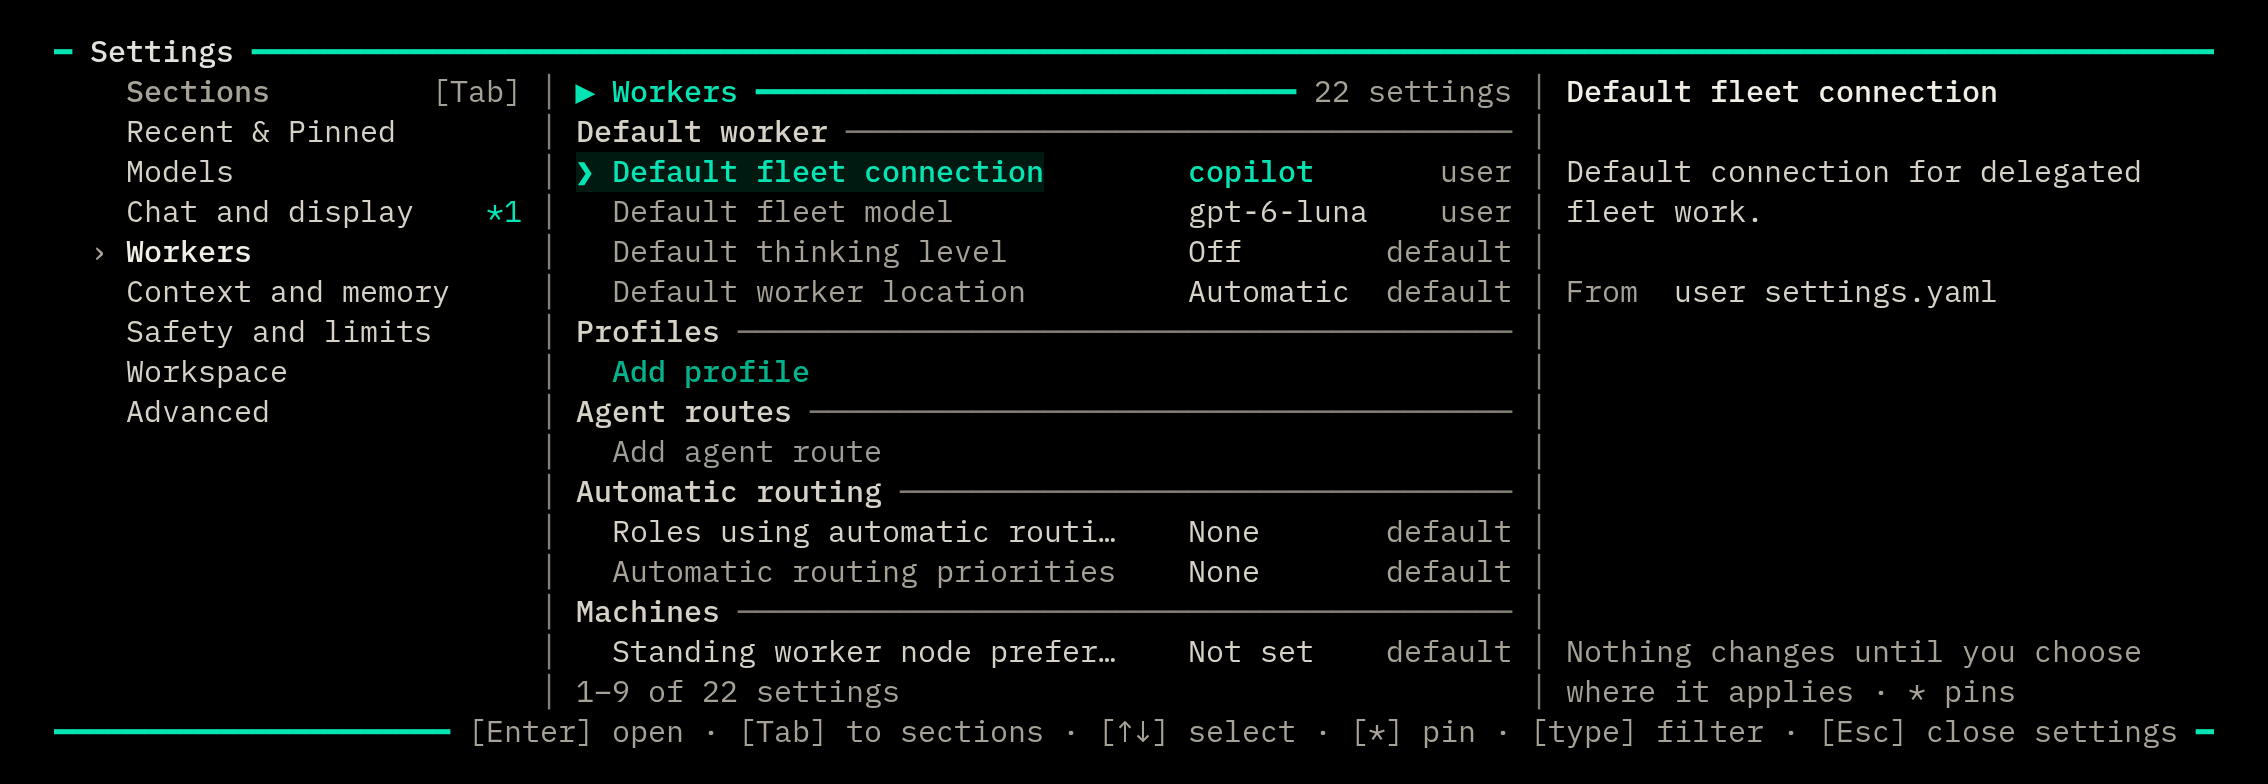 Settings
Sections [Tab]
Recent & Pinned
Models
Chat and display *1
› Workers
Context and memory
Safety and limits
Workspace
Advanced
▶ Workers 22 settings
Default worker
❯ Default fleet connection copilot user
Default fleet model gpt-6-luna user
Default thinking level Off default
Default worker location Automatic default
Profiles
Add profile
Agent routes
Add agent route
Automatic routing
Roles using automatic routi… None default
Automatic routing priorities None default
Machines
Standing worker node prefer… Not set default
1–9 of 22 settings
Default fleet connection
Default connection for delegated
fleet work.
From user settings.yaml
Nothing changes until you choose
where it applies · * pins
[Enter] open · [Tab] to sections · [↑↓] select · [*] pin · [type] filter · [Esc] close settings